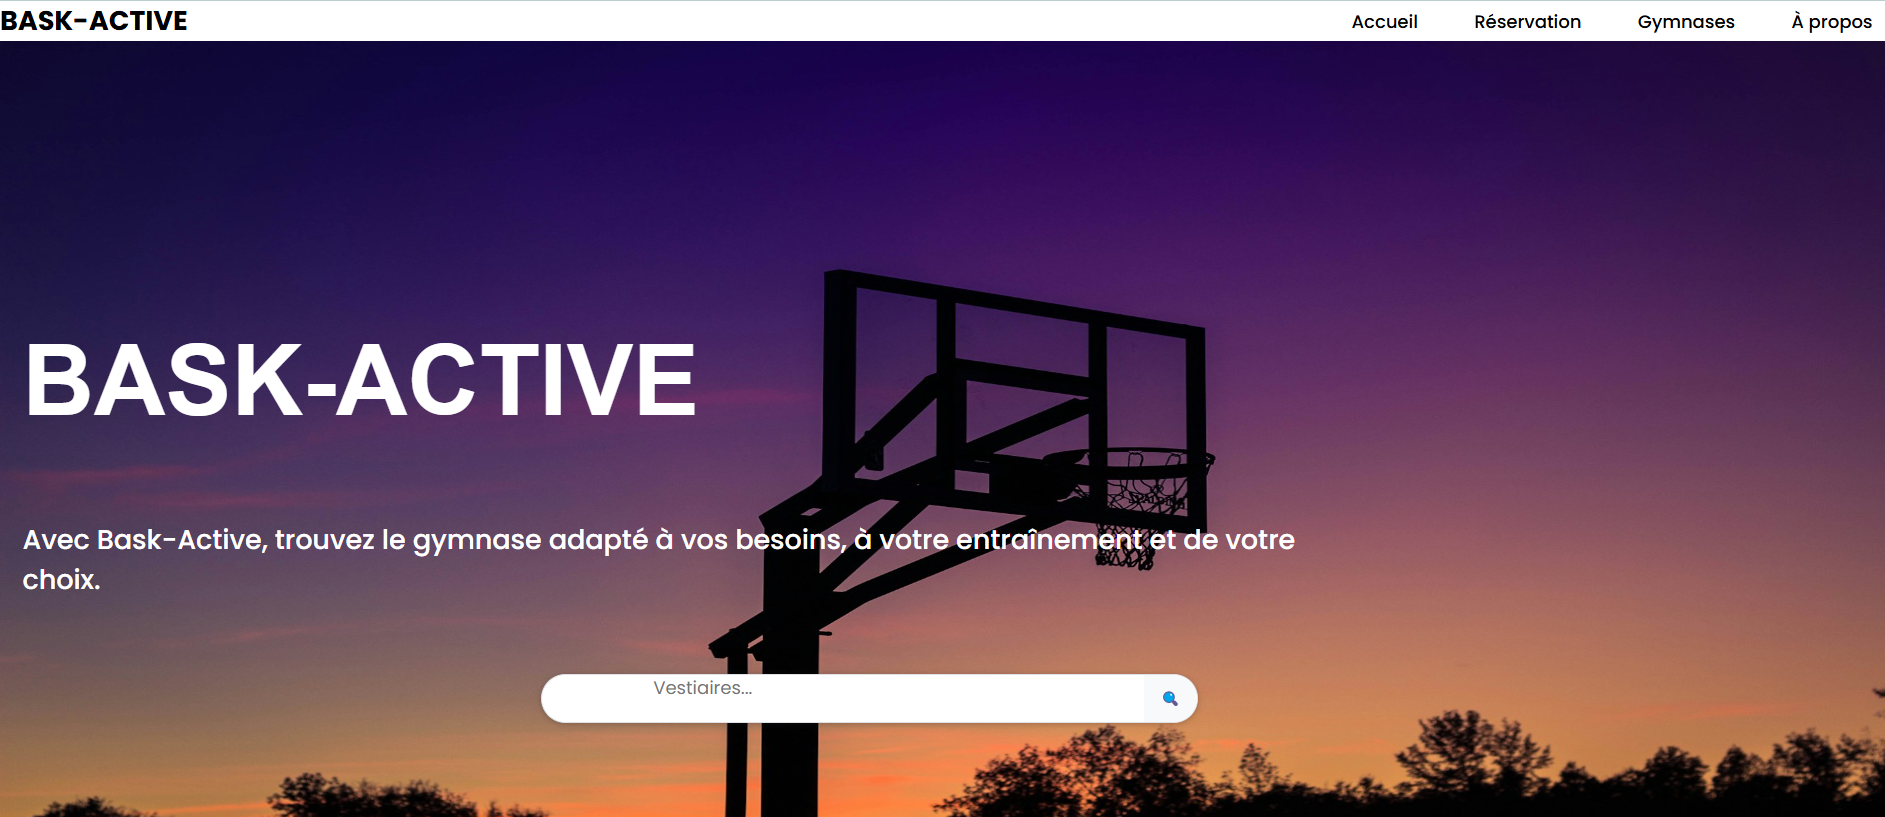 BASK-ACTIVE
Accueil
Réservation
Gymnases
À propos
BASK-ACTIVE
SPALDING
Avec Bask-Active, trouvez le gymnase adapté à vos besoins, à votre entraînement et de votre
choix.
Vestiaires...